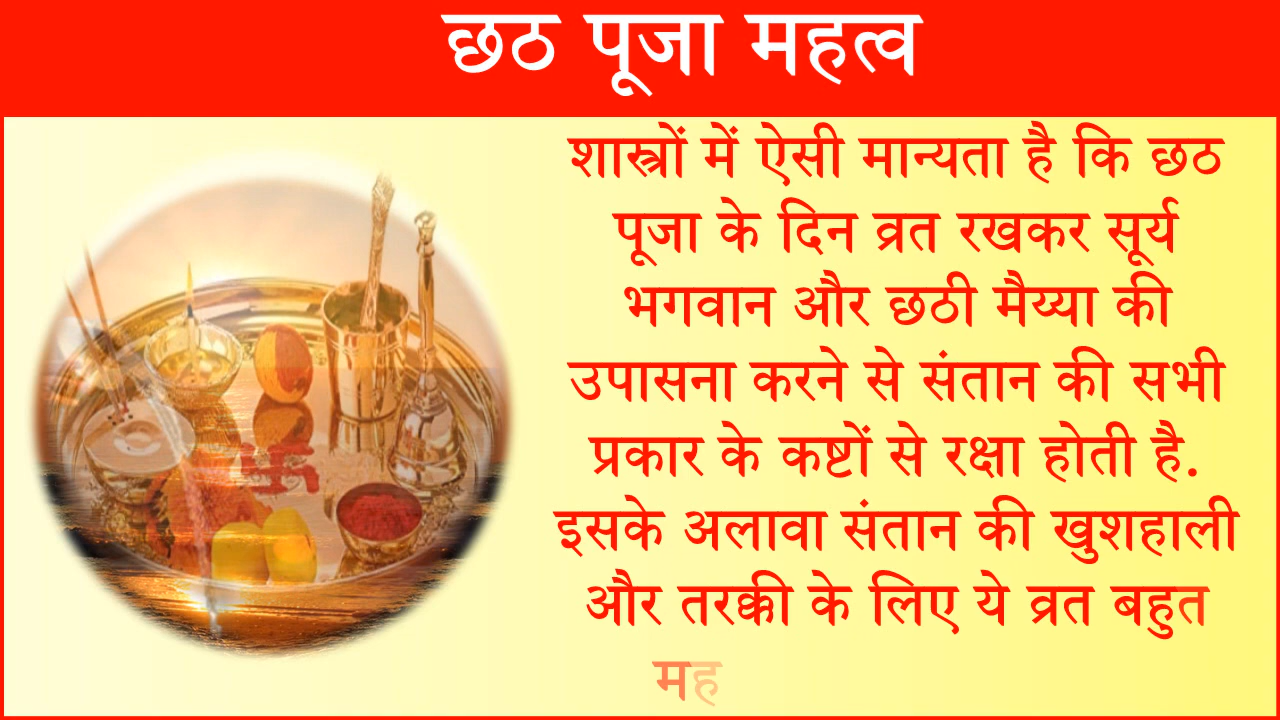 छठ पूजा महत्व
शास्त्रों में ऐसी मान्यता है कि छठ
पूजा के दिन व्रत रखकर सूर्य
भगवान और छठी मैय्या की
उपासना करने से संतान की सभी
प्रकार के कष्टों से रक्षा होती है.
इसके अलावा संतान की खुशहाली
और तरक्की के लिए ये व्रत बहुत
मह